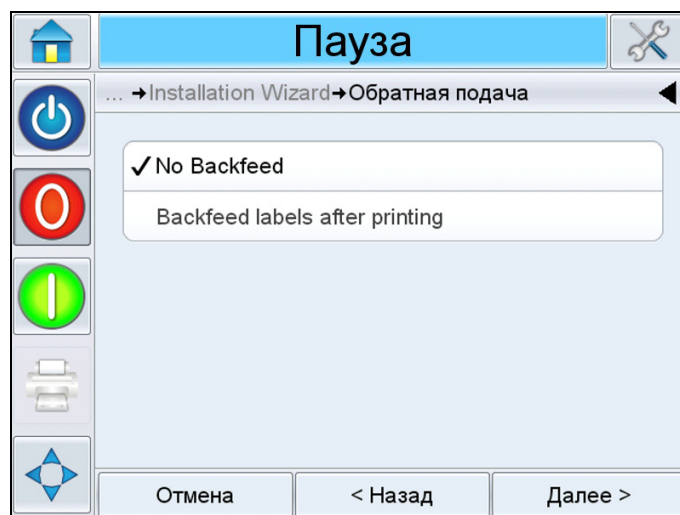 Пауза
... →Installation Wizard→Обратная подача
✓ No Backfeed
Backfeed labels after printing
Отмена
< Назад
Далее >